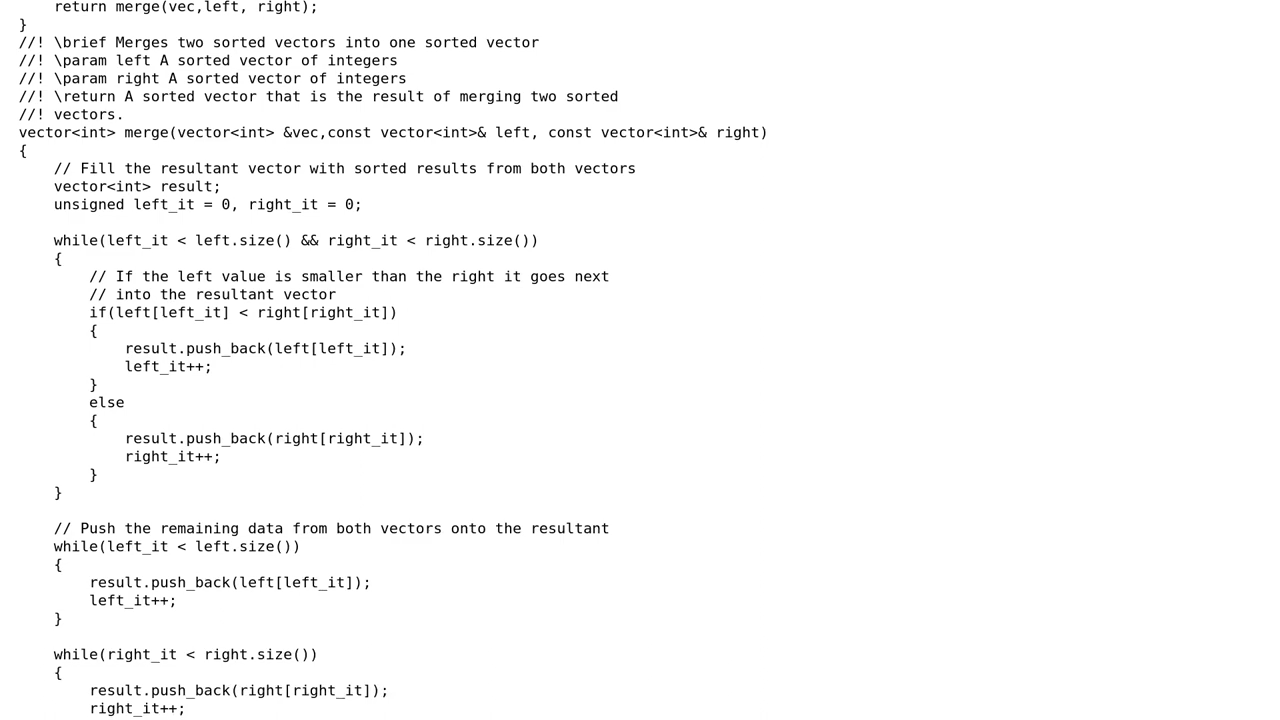 return merge(vec,left, right);
}
//! \brief Merges two sorted vectors into one sorted vector
//! \param left A sorted vector of integers
//! \param right A sorted vector of integers
//! \return A sorted vector that is the result of merging two sorted
//! vectors.
vector<int> merge(vector<int> &vec,const vector<int>& left, const vector<int>& right)
{
    // Fill the resultant vector with sorted results from both vectors
    vector<int> result;
    unsigned left_it = 0, right_it = 0;

    while(left_it < left.size() && right_it < right.size())
    {
        // If the left value is smaller than the right it goes next
        // into the resultant vector
        if(left[left_it] < right[right_it])
        {
            result.push_back(left[left_it]);
            left_it++;
        }
        else
        {
            result.push_back(right[right_it]);
            right_it++;
        }
    }

    // Push the remaining data from both vectors onto the resultant
    while(left_it < left.size())
    {
        result.push_back(left[left_it]);
        left_it++;
    }

    while(right_it < right.size())
    {
        result.push_back(right[right_it]);
        right_it++;